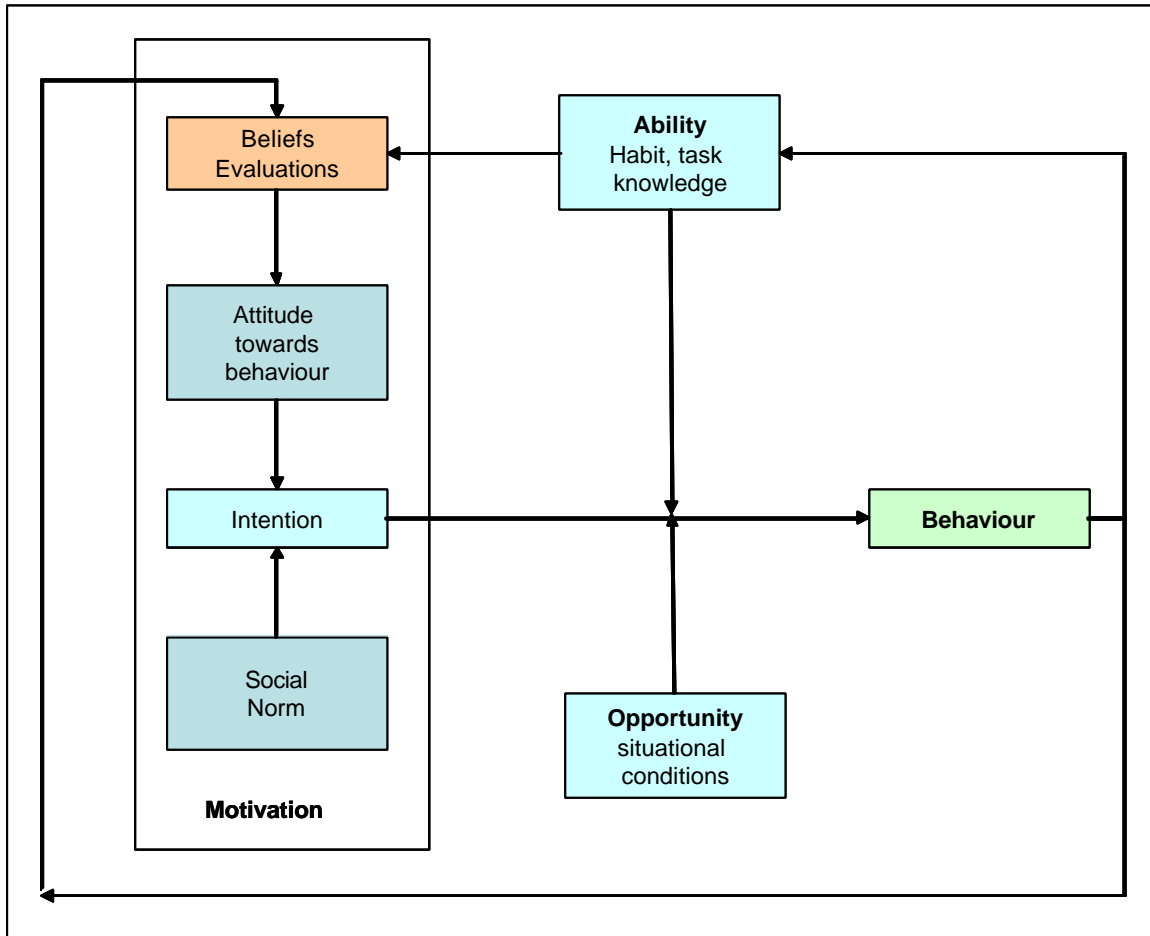 Beliefs
Evaluations
Ability
Habit, task
knowledge
Attitude
towards
behaviour
Intention
Behaviour
Social
Norm
Opportunity
situational
conditions
Motivation